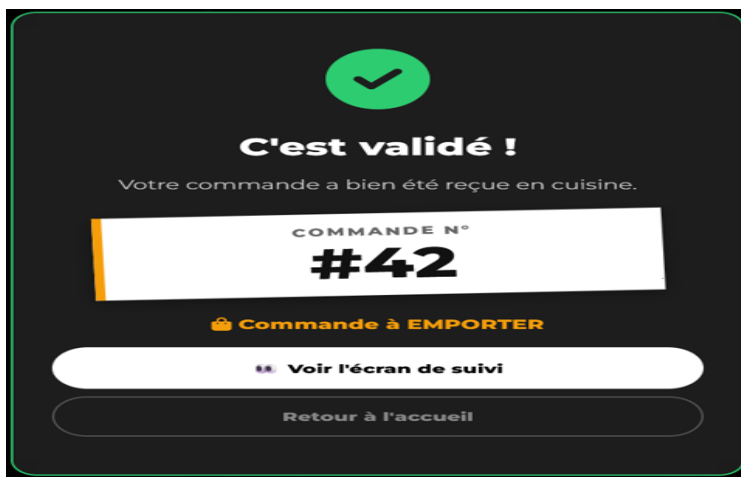 C'est validé !
Votre commande a bien été reçue en cuisine.
COMMANDE N°
#42
Commande à EMPORTER
Voir l'écran de suivi
Retour à l'accueil